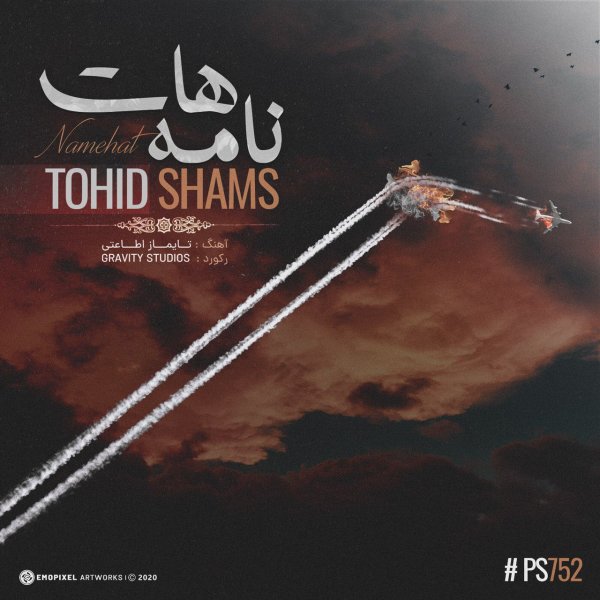 نامه هات
Namehat
TOHID SHAMS
آهنگ : تایماز اطاعتی
رکورد : GRAVITY STUDIOS
EMOPIXEL ARTWORKS | © 2020
# PS752